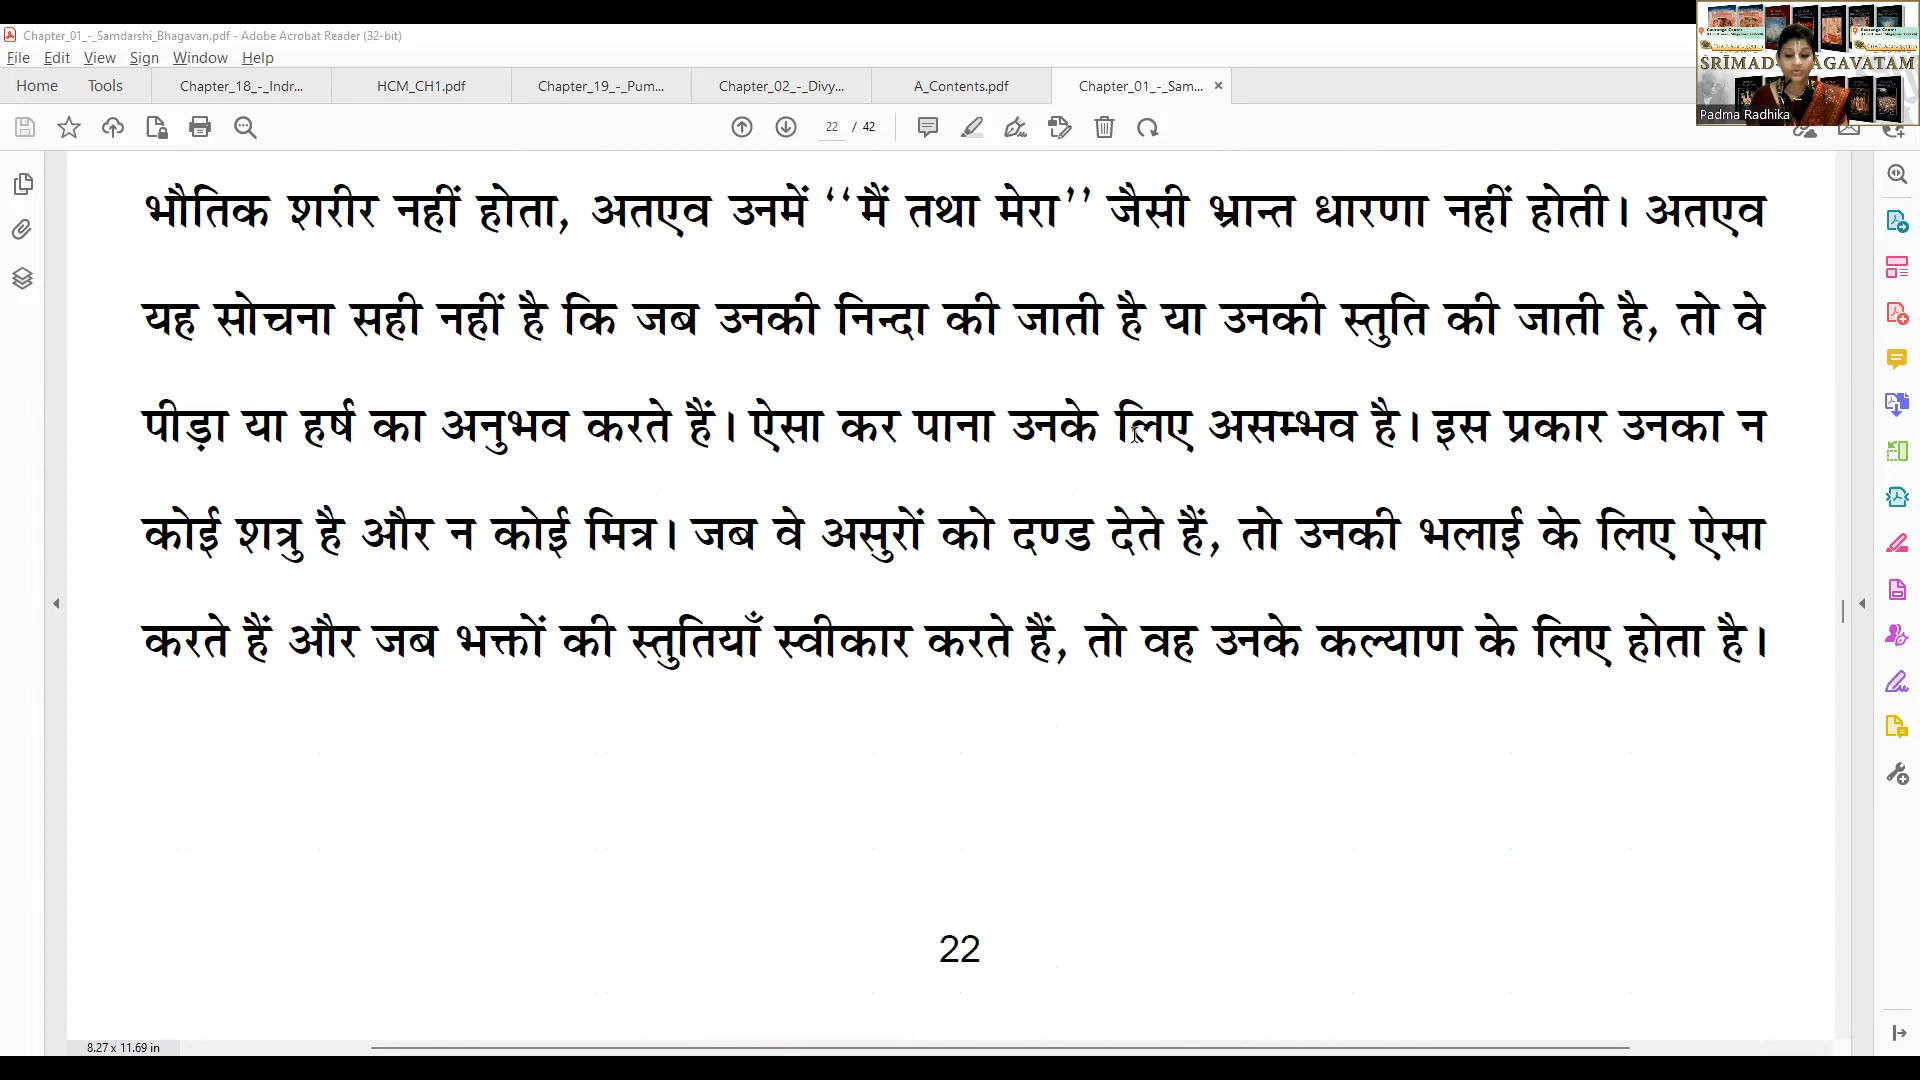 Chapter_01_-_Samdarshi_Bhagavan.pdf - Adobe Acrobat Reader (32-bit)
File Edit View Sign Window Help
Home Tools Chapter_18_-_Indr... HCM_CH1.pdf Chapter_19_-_Pum... Chapter_02_-_Divy... A_Contents.pdf Chapter_01_-_Sam... ×
22 / 42
SRIMAD-BHAGAVATAM
Padma Radhika
भौतिक शरीर नहीं होता, अतएव उनमें ‘‘मैं तथा मेरा’’ जैसी भ्रान्त धारणा नहीं होती। अतएव
यह सोचना सही नहीं है कि जब उनकी निन्दा की जाती है या उनकी स्तुति की जाती है, तो वे
पीड़ा या हर्ष का अनुभव करते हैं। ऐसा कर पाना उनके लिए असम्भव है। इस प्रकार उनका न
कोई शत्रु है और न कोई मित्र। जब वे असुरों को दण्ड देते हैं, तो उनकी भलाई के लिए ऐसा
करते हैं और जब भक्तों की स्तुतियाँ स्वीकार करते हैं, तो वह उनके कल्याण के लिए होता है।
22
8.27 x 11.69 in